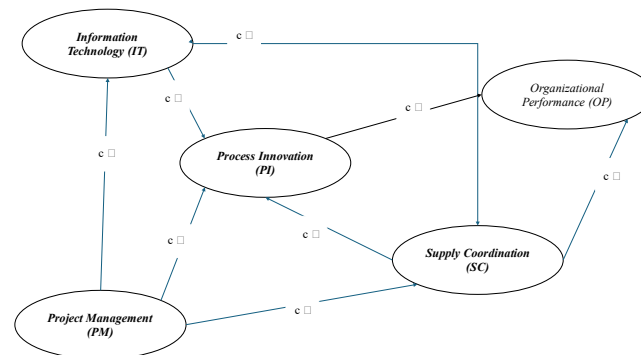 Information
Technology (IT)
c □
Organizational
Performance (OP)
c □
c □
c □
Process Innovation
(PI)
c □
c □
c □
Supply Coordination
(SC)
c □
Project Management
(PM)